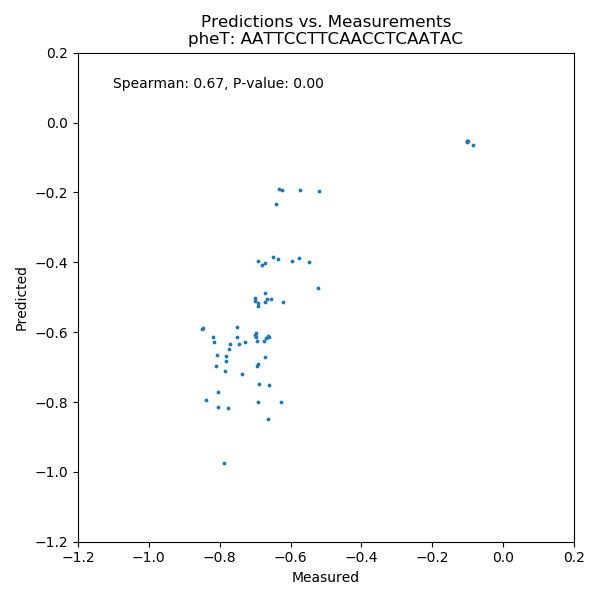 Predictions vs. Measurements
pheT: AATTCCTTCAACCTCAATAC
Spearman: 0.67, P-value: 0.00
0.2
0.0
−0.2
−0.4
−0.6
−0.8
−1.0
−1.2
Predicted
−1.2 −1.0 −0.8 −0.6 −0.4 −0.2 0.0 0.2
Measured